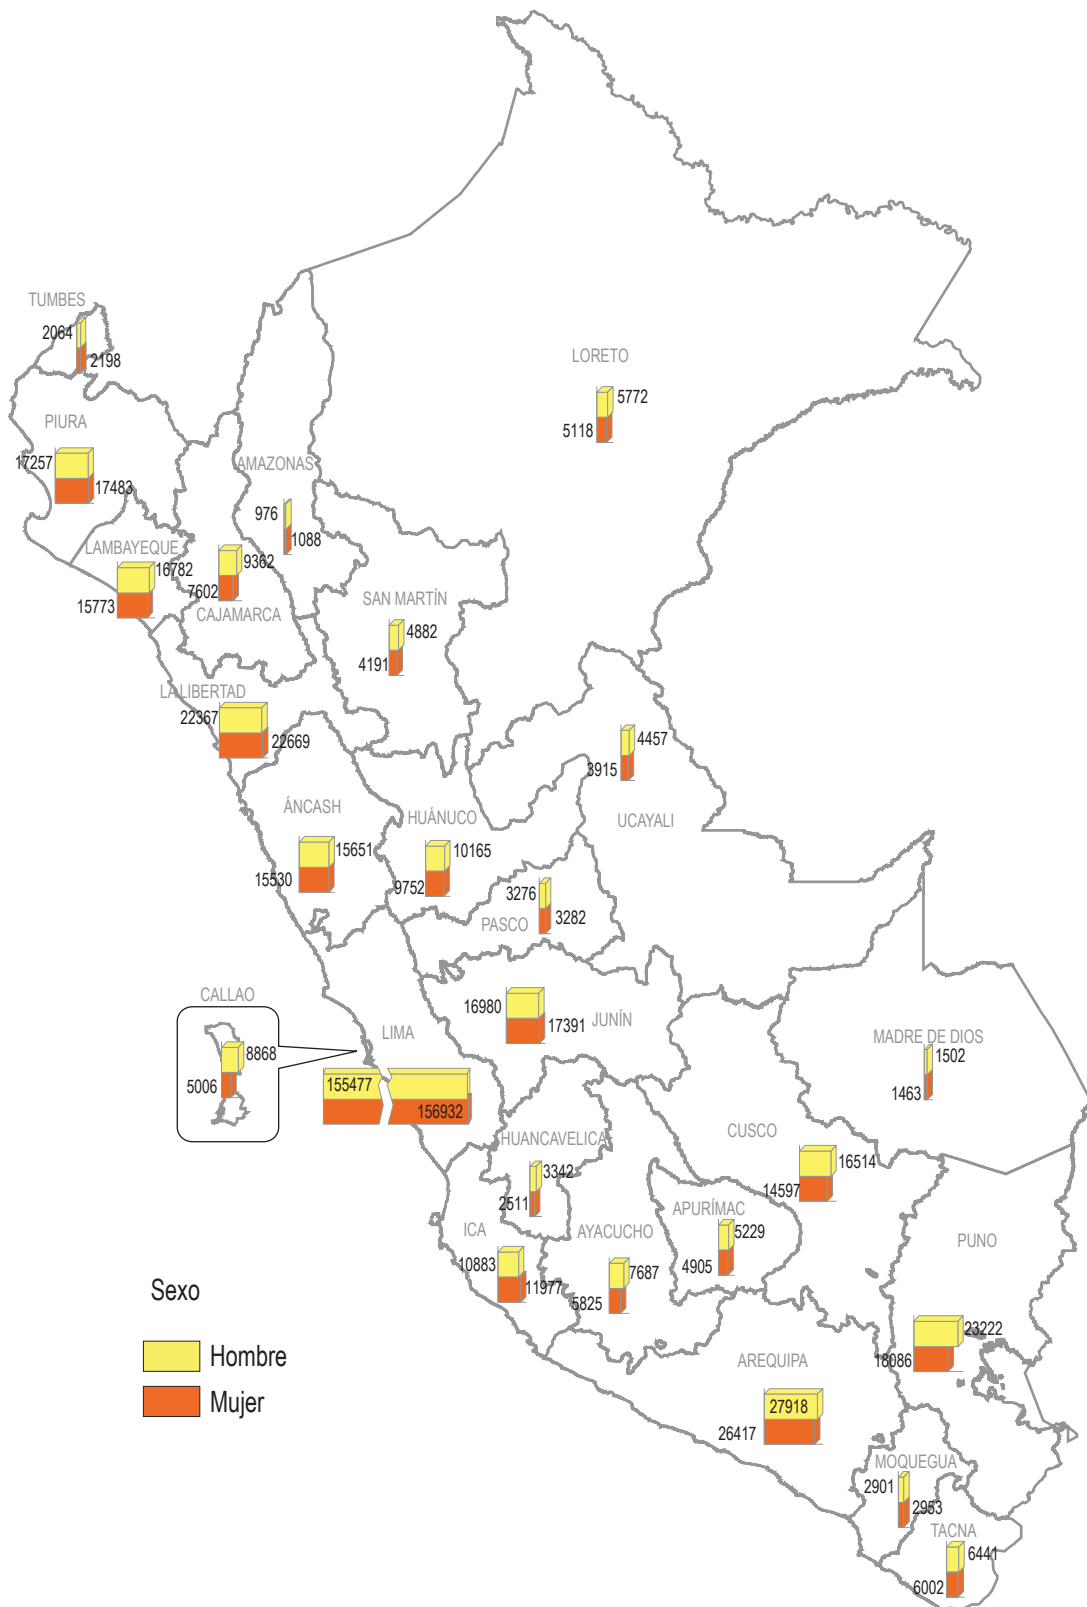 TUMBES
2064
2198
LORETO
5772
5118
PIURA
17257
17483
AMAZONAS
976
1088
LAMBAYEQUE
16782
15773
9362
7602
CAJAMARCA
SAN MARTÍN
4882
4191
LA LIBERTAD
22367
22669
4457
3915
UCAYALI
ÁNCASH
15651
15530
HUÁNUCO
10165
9752
3276
3282
PASCO
CALLAO
8868
5006
LIMA
155477
156932
16980
17391
JUNÍN
MADRE DE DIOS
1502
1463
HUANCAVELICA
3342
2511
CUSCO
16514
14597
ICA
10883
11977
AYACUCHO
7687
5825
APURÍMAC
5229
4905
PUNO
23222
18086
Sexo
Hombre
Mujer
AREQUIPA
27918
26417
MOQUEGUA
2901
2953
TACNA
6441
6002